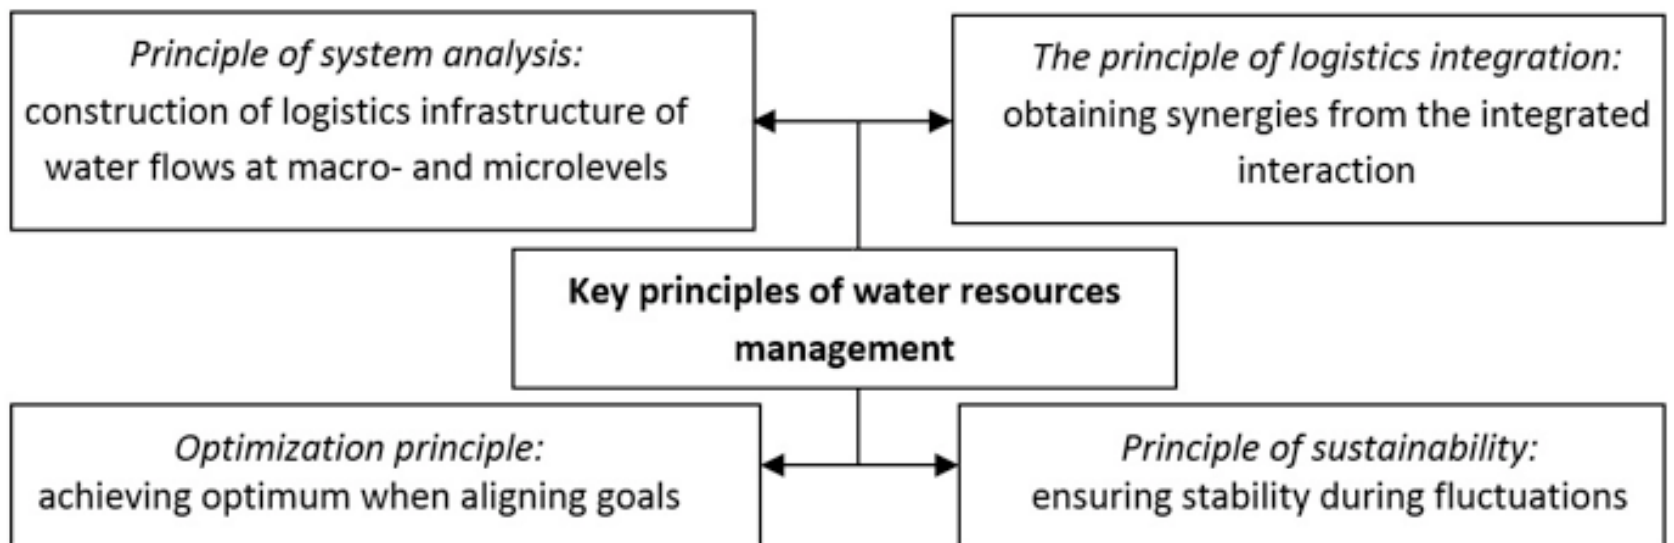 Principle of system analysis:
construction of logistics infrastructure of
water flows at macro- and microlevels
The principle of logistics integration:
obtaining synergies from the integrated
interaction
Key principles of water resources
management
Optimization principle:
achieving optimum when aligning goals
Principle of sustainability:
ensuring stability during fluctuations